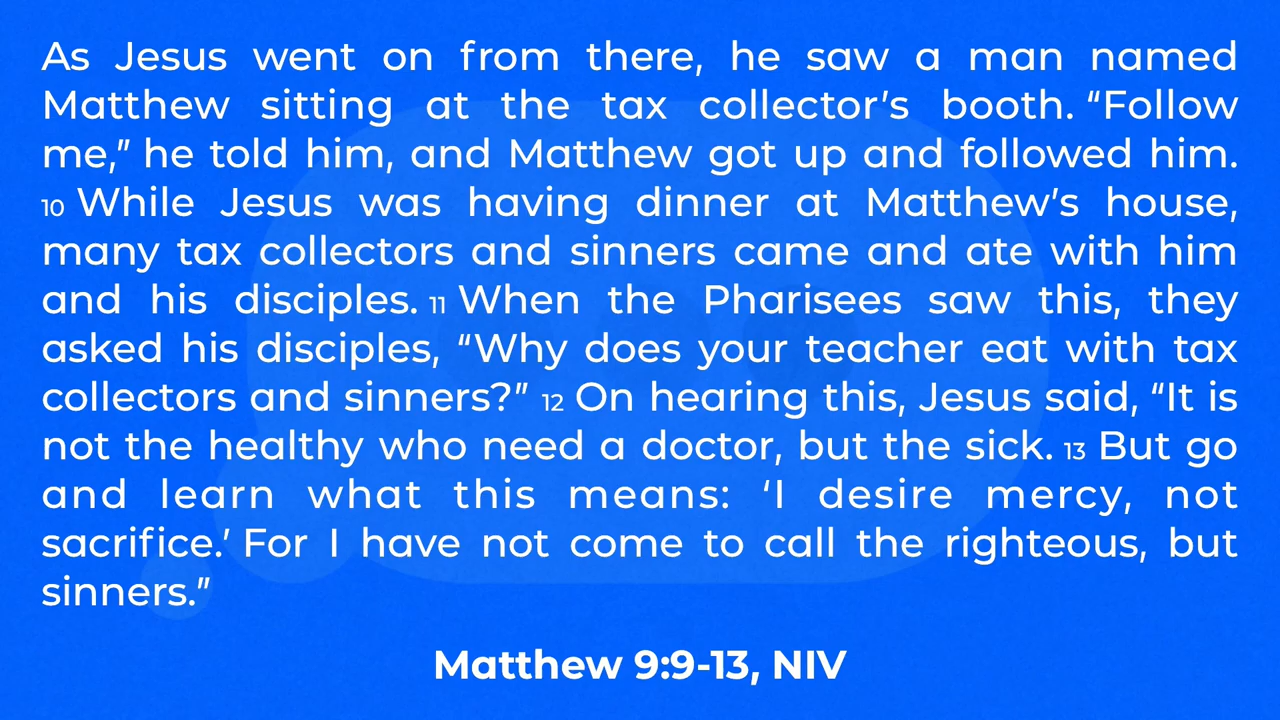 As Jesus went on from there, he saw a man named
Matthew sitting at the tax collector’s booth. “Follow
me,” he told him, and Matthew got up and followed him.
10 While Jesus was having dinner at Matthew’s house,
many tax collectors and sinners came and ate with him
and his disciples. 11 When the Pharisees saw this, they
asked his disciples, “Why does your teacher eat with tax
collectors and sinners?” 12 On hearing this, Jesus said, “It is
not the healthy who need a doctor, but the sick. 13 But go
and learn what this means: ‘I desire mercy, not
sacrifice.’ For I have not come to call the righteous, but
sinners.”
Matthew 9:9-13, NIV